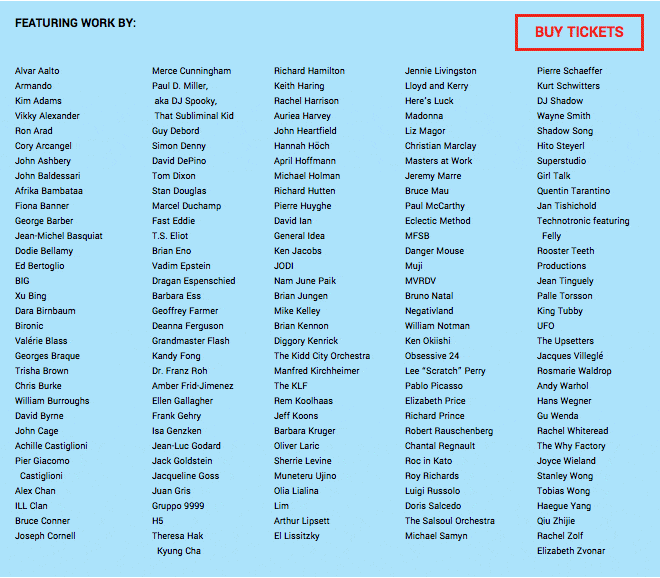 FEATURING WORK BY:
BUY TICKETS
Alvar Aalto
Armando
Kim Adams
Vikky Alexander
Ron Arad
Cory Arcangel
John Ashbery
John Baldessari
Afrika Bambataa
Fiona Banner
George Barber
Jean-Michel Basquiat
Dodie Bellamy
Ed Bertoglio
BIG
Xu Bing
Dara Birnbaum
Bironic
Valérie Blass
Georges Braque
Trisha Brown
Chris Burke
William Burroughs
David Byrne
John Cage
Achille Castiglioni
Pier Giacomo
Castiglioni
Alex Chan
ILL Clan
Bruce Conner
Joseph Cornell
Merce Cunningham
Paul D. Miller,
aka DJ Spooky,
That Subliminal Kid
Guy Debord
Simon Denny
David DePino
Tom Dixon
Stan Douglas
Marcel Duchamp
Fast Eddie
T.S. Eliot
Brian Eno
Vadim Epstein
Dragan Espenschied
Barbara Ess
Geoffrey Farmer
Deanna Ferguson
Grandmaster Flash
Kandy Fong
Dr. Franz Roh
Amber Frid-Jimenez
Ellen Gallagher
Frank Gehry
Isa Genzken
Jean-Luc Godard
Jack Goldstein
Jacqueline Goss
Juan Gris
Gruppo 9999
H5
Theresa Hak
Kyung Cha
Richard Hamilton
Keith Haring
Rachel Harrison
Auriea Harvey
John Heartfield
Hannah Höch
April Hoffmann
Michael Holman
Richard Hutten
Pierre Huyghe
David Ian
General Idea
Ken Jacobs
JODI
Nam June Paik
Brian Jungen
Mike Kelley
Brian Kennon
Diggory Kenrick
The Kidd City Orchestra
Manfred Kirchheimer
The KLF
Rem Koolhaas
Jeff Koons
Barbara Kruger
Oliver Laric
Sherrie Levine
Muneteru Ujino
Olia Lialina
Lim
Arthur Lipsett
El Lissitzky
Jennie Livingston
Lloyd and Kerry
Here's Luck
Madonna
Liz Magor
Christian Marclay
Masters at Work
Jeremy Marre
Bruce Mau
Paul McCarthy
Eclectic Method
MFSB
Danger Mouse
Muji
MVRDV
Bruno Natal
Negativland
William Notman
Ken Okiishi
Obsessive 24
Lee “Scratch” Perry
Pablo Picasso
Elizabeth Price
Richard Prince
Robert Rauschenberg
Chantal Regnault
Roc in Kato
Roy Richards
Luigi Russolo
Doris Salcedo
The Salsoul Orchestra
Michael Samyn
Pierre Schaeffer
Kurt Schwitters
DJ Shadow
Wayne Smith
Shadow Song
Hito Steyerl
Superstudio
Girl Talk
Quentin Tarantino
Jan Tishichold
Technotronic featuring
Felly
Rooster Teeth
Productions
Jean Tinguely
Palle Torsson
King Tubby
UFO
The Upsetters
Jacques Villeglé
Rosmarie Waldrop
Andy Warhol
Hans Wegner
Gu Wenda
Rachel Whiteread
The Why Factory
Joyce Wieland
Stanley Wong
Tobias Wong
Haegue Yang
Qiu Zhijie
Rachel Zolf
Elizabeth Zvonar